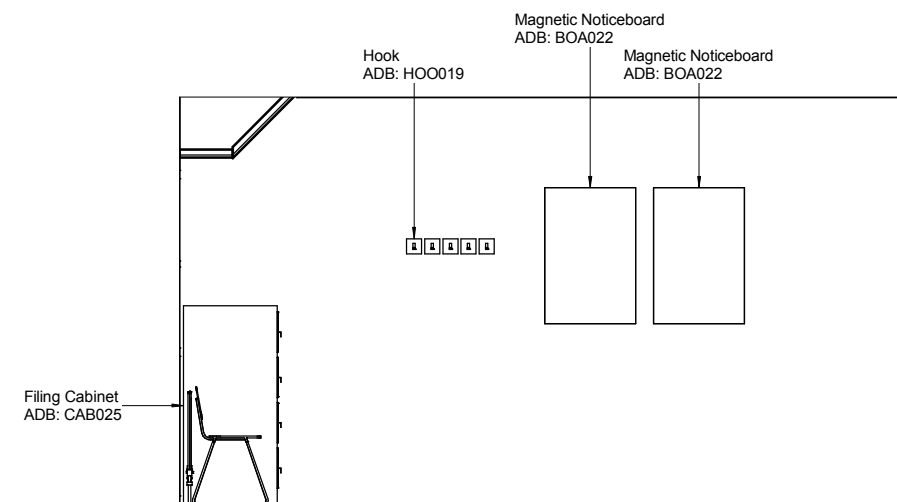 Magnetic Noticeboard
ADB: BOA022
Hook
ADB: HOO019
Magnetic Noticeboard
ADB: BOA022
Filing Cabinet
ADB: CAB025